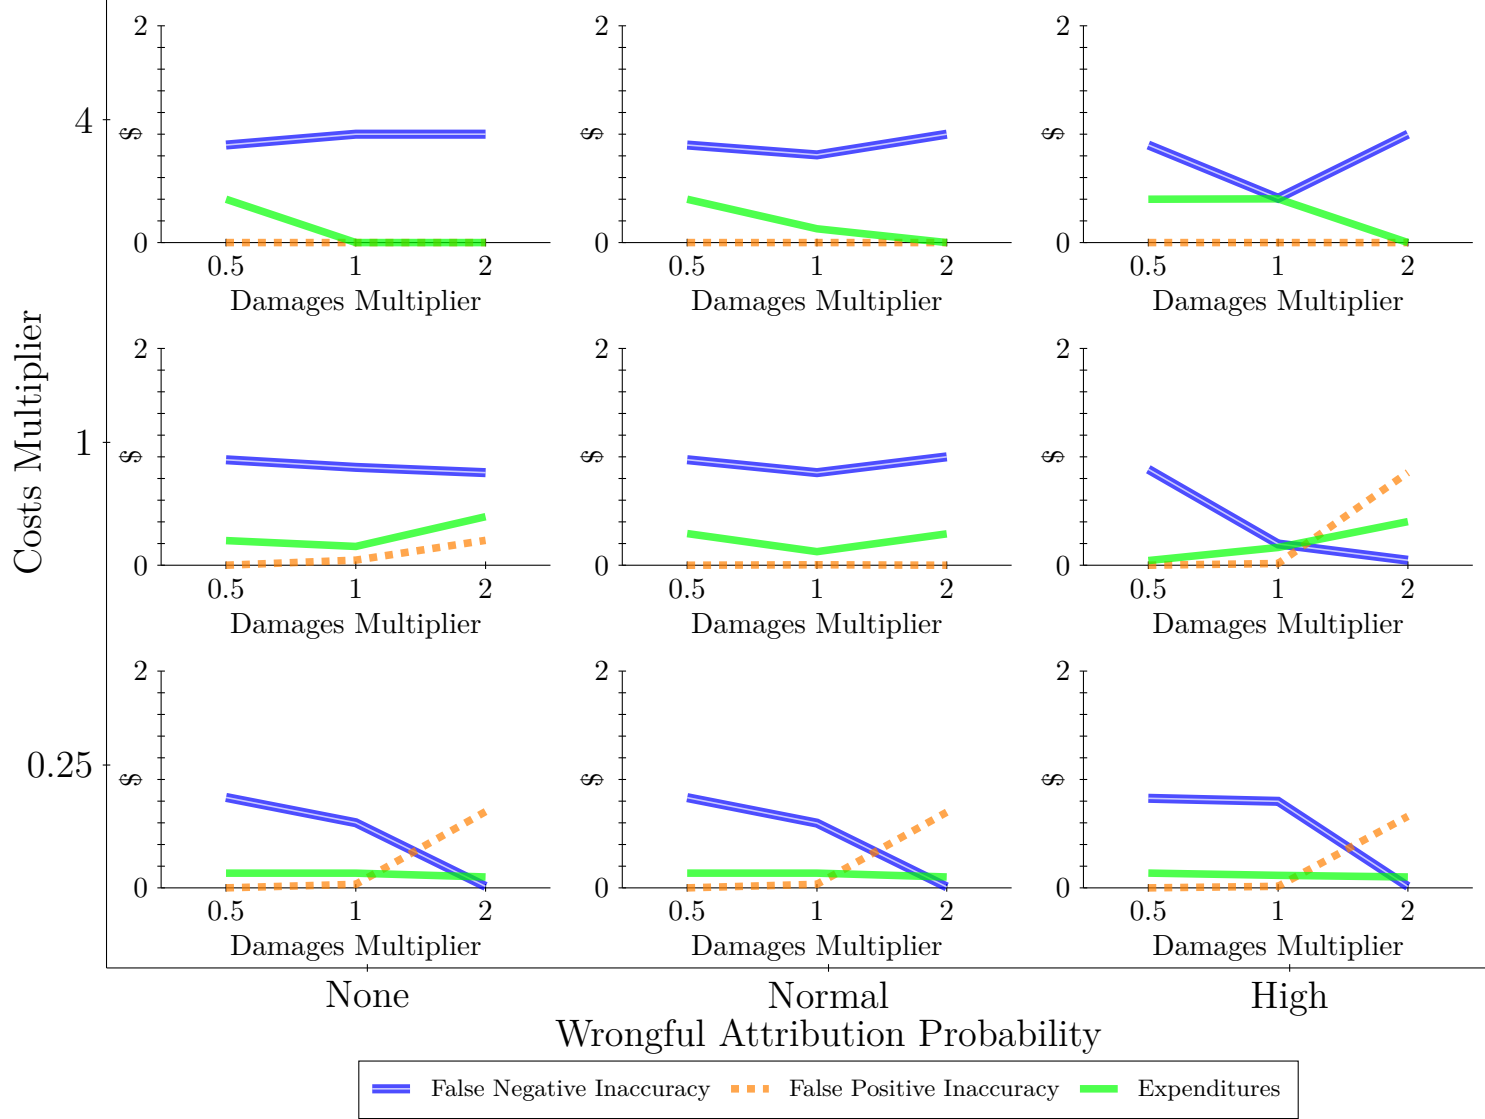 2 2 2
4 $ $ $
0 0 0
0.5 1 2 0.5 1 2 0.5 1 2
Damages Multiplier Damages Multiplier Damages Multiplier
Costs Multiplier
2 2 2
1 $ $ $
0 0 0
0.5 1 2 0.5 1 2 0.5 1 2
Damages Multiplier Damages Multiplier Damages Multiplier
2 2 2
0.25 $ $ $
0 0 0
0.5 1 2 0.5 1 2 0.5 1 2
Damages Multiplier Damages Multiplier Damages Multiplier
None Normal High
Wrongful Attribution Probability
False Negative Inaccuracy False Positive Inaccuracy Expenditures